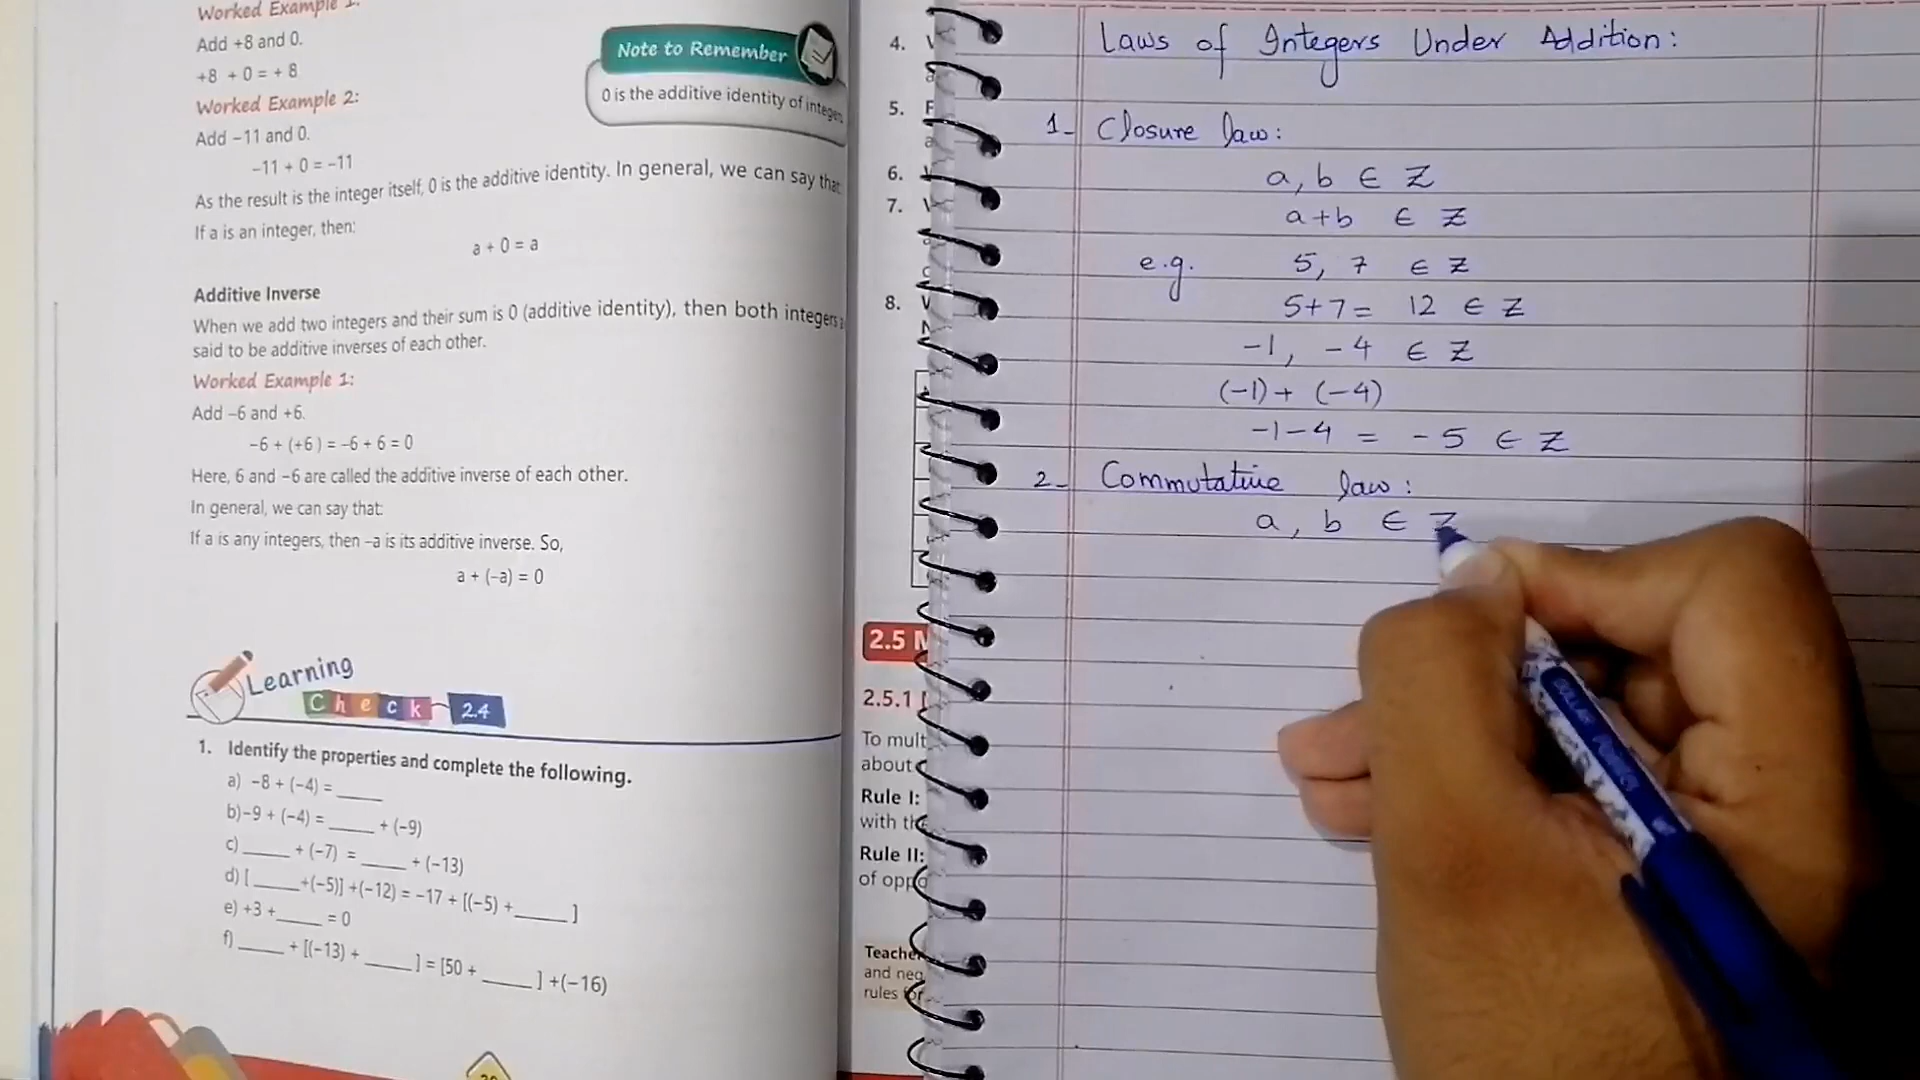 Worked Example 1:
Add +8 and 0.
+8 + 0 = + 8
Worked Example 2:
Add −11 and 0.
−11 + 0 = −11
As the result is the integer itself, 0 is the additive identity. In general, we can say that
If a is an integer, then:
a + 0 = a
Note to Remember
0 is the additive identity of integers
Additive Inverse
When we add two integers and their sum is 0 (additive identity), then both integers
said to be additive inverses of each other.
Worked Example 1:
Add −6 and +6.
−6 + (+6 ) = −6 + 6 = 0
Here, 6 and −6 are called the additive inverse of each other.
In general, we can say that:
If a is any integers, then −a is its additive inverse. So,
a + (−a) = 0
Learning
Check 2.4
1. Identify the properties and complete the following.
a) −8 + (−4) = ____
b) −9 + (−4) = ____ + (−9)
c) ____ + (−7) = ____ + (−13)
d) [ ____ +(−5)] +(−12) = −17 + [(−5) + ____ ]
e) +3 + ____ = 0
f) ____ + [(−13) + ____ ] = [50 + ____ ] +(−16)
4.
5.
6.
7.
8.
2.5
2.5.1
To mult
about
Rule I:
with the
Rule II:
of oppo
Teacher
and neg
rules for
Laws of Integers Under Addition:
1- Closure law:
a, b ∈ Z
a+b ∈ Z
e.g. 5, 7 ∈ Z
5+7= 12 ∈ Z
-1, -4 ∈ Z
(-1)+ (-4)
-1-4 = -5 ∈ Z
2- Commutative law:
a, b ∈ Z